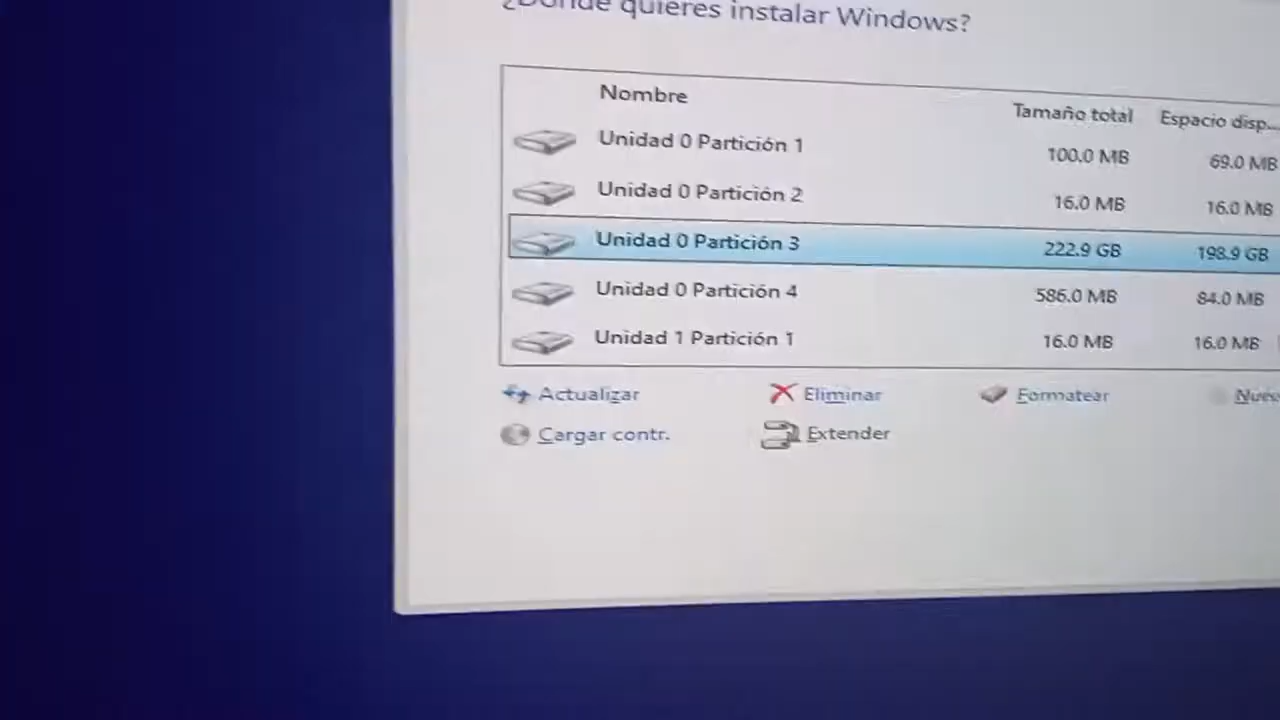 ¿Dónde quieres instalar Windows?
Nombre Tamaño total Espacio disp...
Unidad 0 Partición 1 100.0 MB 69.0 MB
Unidad 0 Partición 2 16.0 MB 16.0 MB
Unidad 0 Partición 3 222.9 GB 198.9 GB
Unidad 0 Partición 4 586.0 MB 84.0 MB
Unidad 1 Partición 1 16.0 MB 16.0 MB
Actualizar Eliminar Formatear
Cargar contr. Extender